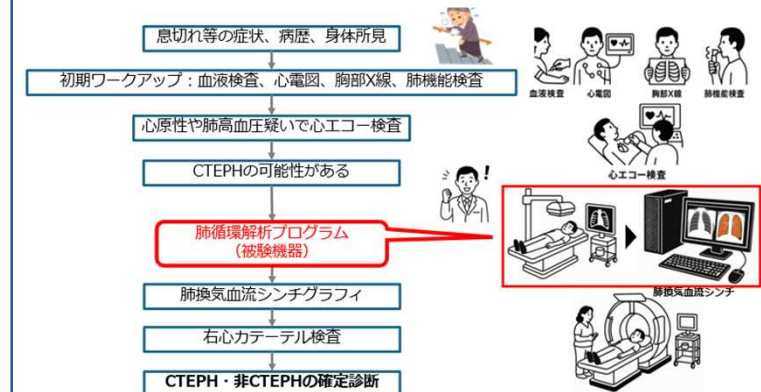 息切れ等の症状、病歴、身体所見
初期ワークアップ：血液検査、心電図、胸部X線、肺機能検査
心原性や肺高血圧疑いで心エコー検査
CTEPHの可能性がある
肺循環解析プログラム
（被験機器）
肺換気血流シンチグラフィ
右心カテーテル検査
CTEPH・非CTEPHの確定診断
血液検査
心電図
胸部X線
肺機能検査
心エコー検査
!
肺換気血流シンチ